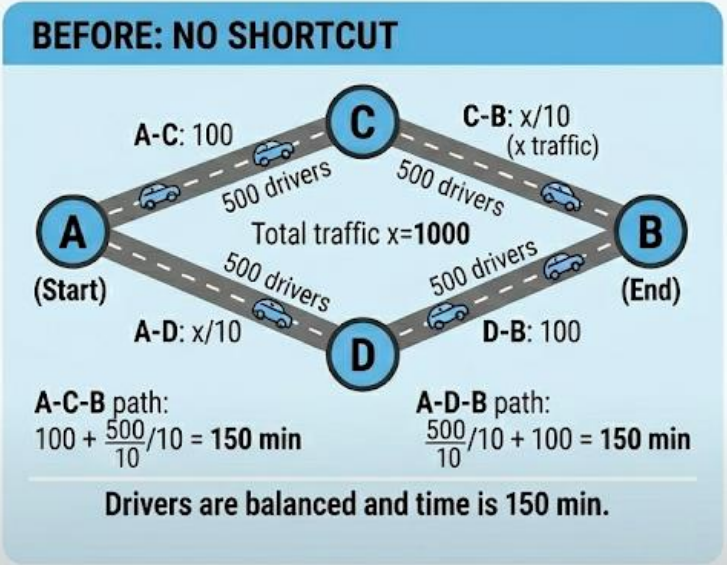 BEFORE: NO SHORTCUT
A-C: 100
C
C-B: x/10
(x traffic)
500 drivers
500 drivers
A
(Start)
Total traffic x=1000
B
(End)
500 drivers
500 drivers
A-D: x/10
D
D-B: 100
A-C-B path:
100 + 500/10 /10 = 150 min
A-D-B path:
500/10 /10 + 100 = 150 min
Drivers are balanced and time is 150 min.